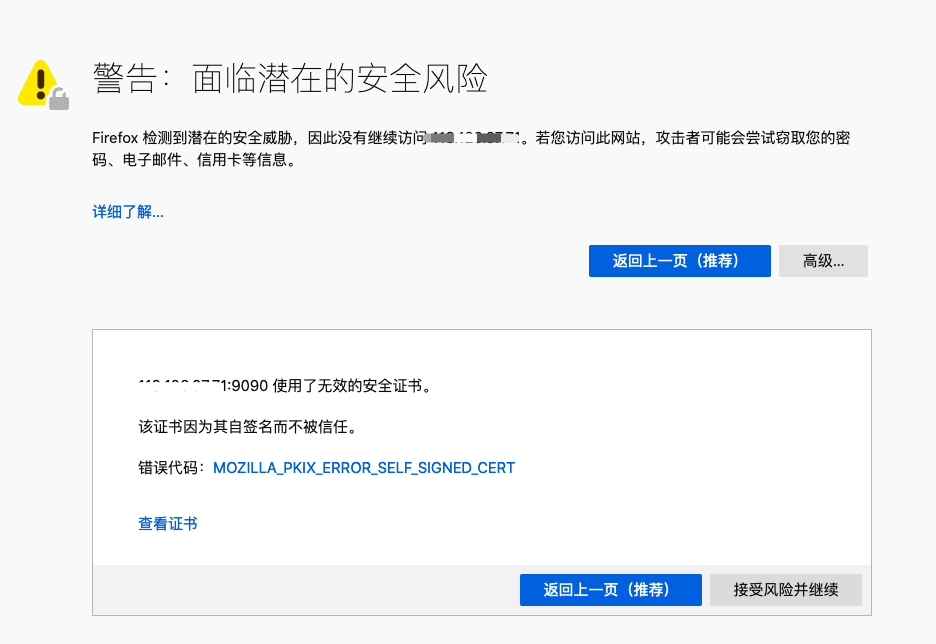 警告：面临潜在的安全风险
Firefox 检测到潜在的安全威胁，因此没有继续访问。若您访问此网站，攻击者可能会尝试窃取您的密
码、电子邮件、信用卡等信息。
详细了解...
返回上一页（推荐）
高级...
:9090 使用了无效的安全证书。
该证书因为其自签名而不被信任。
错误代码：MOZILLA_PKIX_ERROR_SELF_SIGNED_CERT
查看证书
返回上一页（推荐）
接受风险并继续